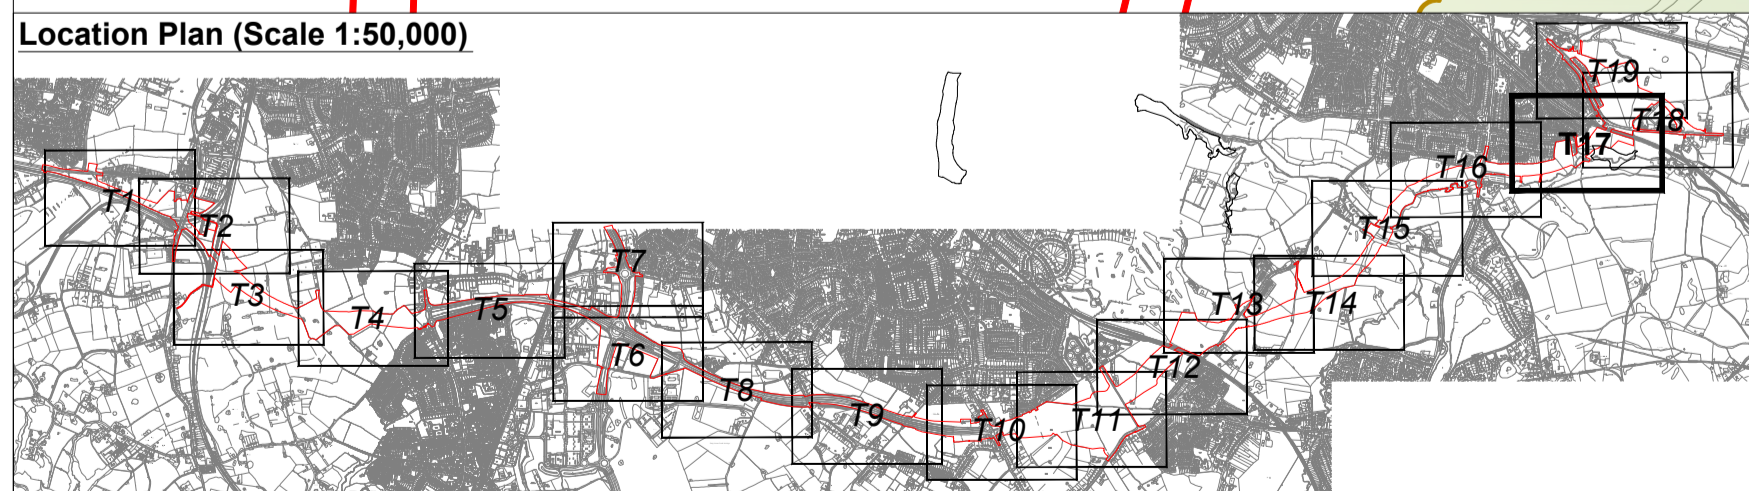 Location Plan (Scale 1:50,000)
T1
T2
T3
T4
T5
T7
T6
T8
T9
T10
T11
T12
T13
T14
T15
T16
T17
T18
T19